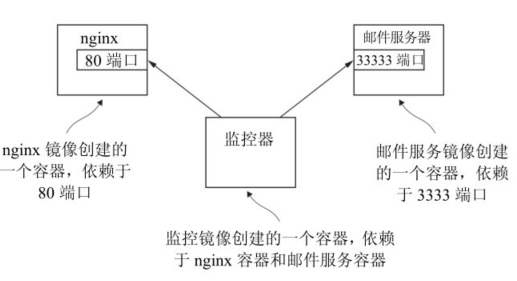 nginx
80 端口
邮件服务器
33333 端口
监控器
nginx 镜像创建的
一个容器，依赖于
80 端口
邮件服务镜像创建
的一个容器，依赖
于 3333 端口
监控镜像创建的一个容器，依赖
于 nginx 容器和邮件服务容器